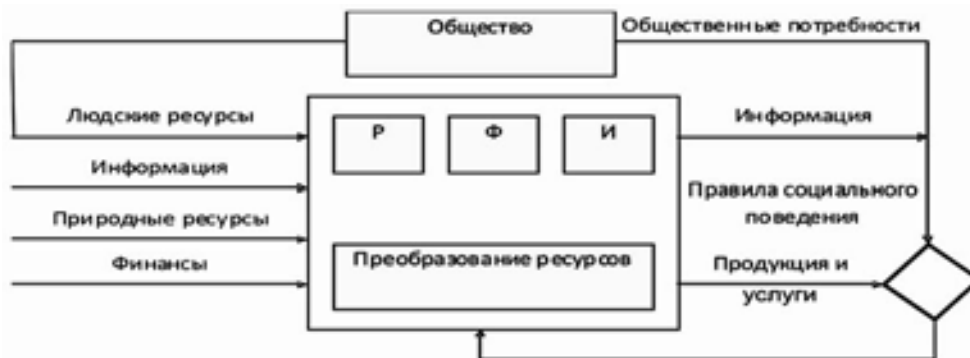 Общество
Общественные потребности
Людские ресурсы
Р
Ф
И
Информация
Информация
Природные ресурсы
Правила социального
поведения
Финансы
Преобразование ресурсов
Продукция и
услуги